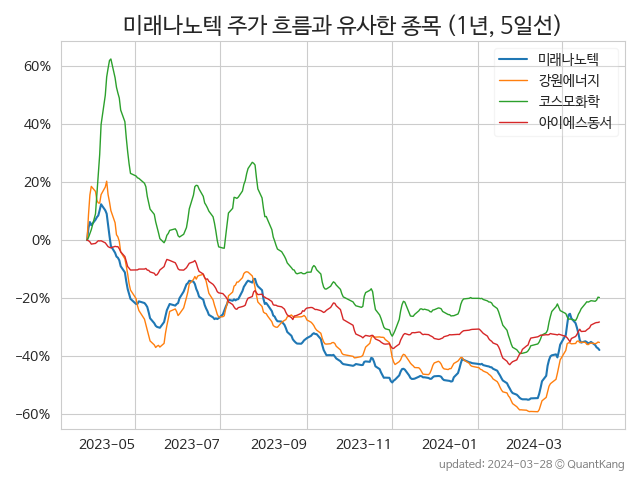 미래나노텍 주가 흐름과 유사한 종목 (1년, 5일선)
미래나노텍
강원에너지
코스모화학
아이에스동서
60%
40%
20%
0%
−20%
−40%
−60%
2023-05 2023-07 2023-09 2023-11 2024-01 2024-03
updated: 2024-03-28 © QuantKang